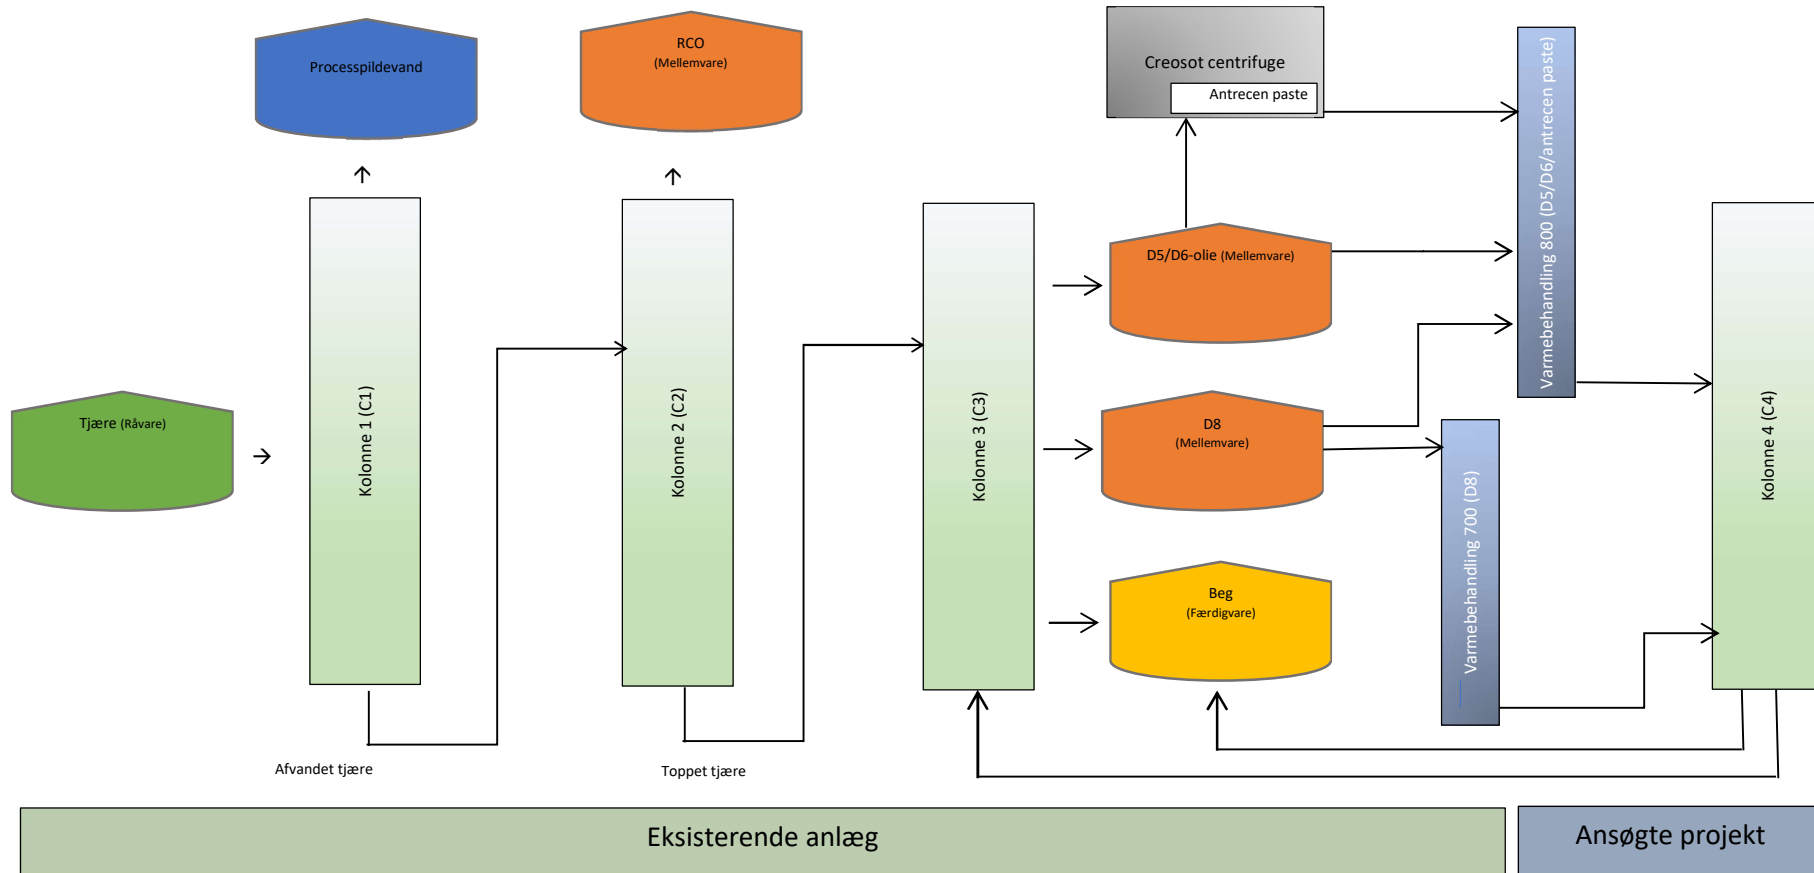 Processpildevand
RCO
(Mellemvare)
Creosot centrifuge
Antrecen paste
Varmebehandling 800 (D5/D6/antrecen paste)
Tjære (Råvare)
Kolonne 1 (C1)
Kolonne 2 (C2)
Kolonne 3 (C3)
D5/D6-olie (Mellemvare)
D8
(Mellemvare)
Beg
(Færdigvare)
Varmebehandling 700 (D8)
Kolonne 4 (C4)
Afvandet tjære
Toppet tjære
Eksisterende anlæg
Ansøgte projekt